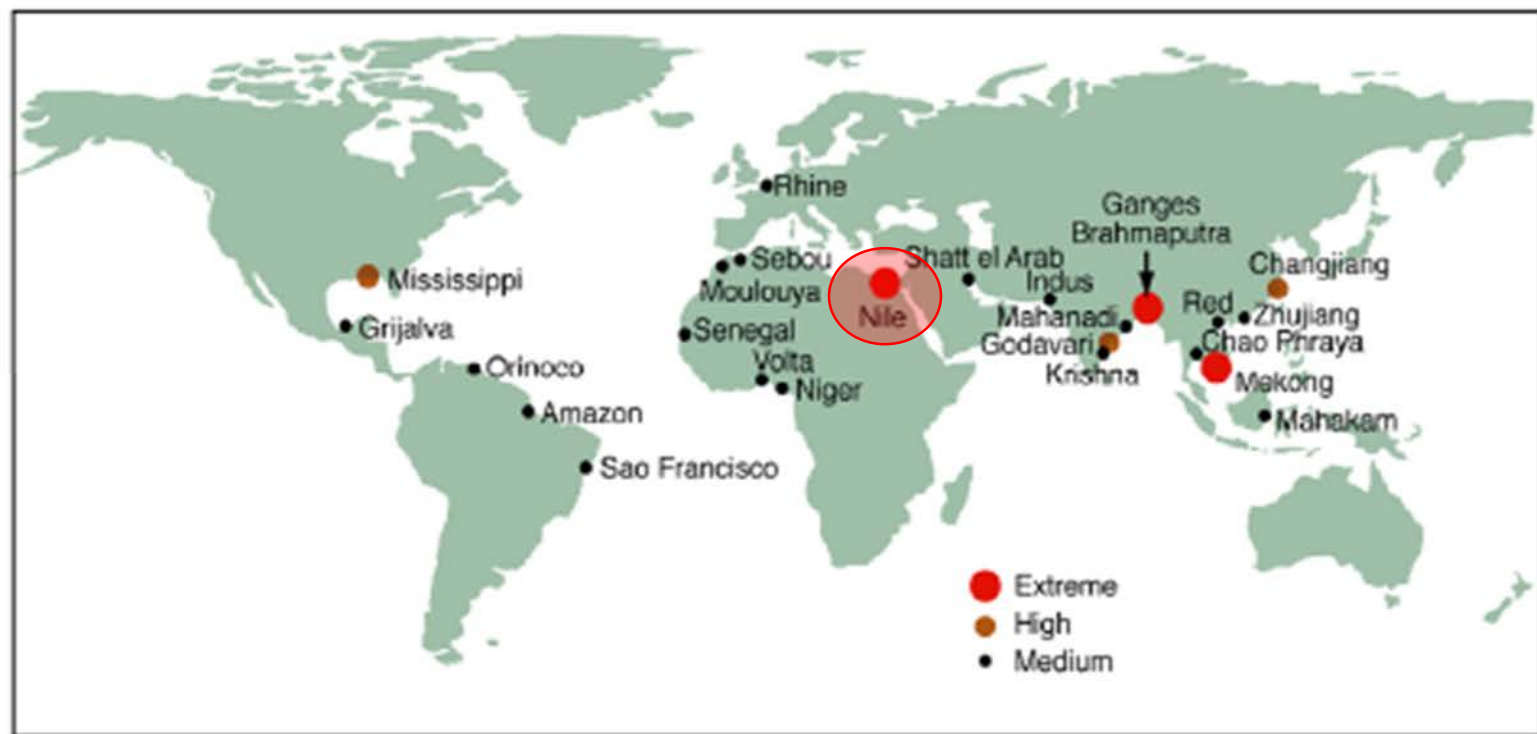 Rhine
Ganges
Brahmaputra
Sebou
Shatt el Arab
Changjiang
Mississippi
Moulouya
Indus
Nile
Red
Zhujiang
Grijalva
Senegal
Mahanadi
Godavari
Chao Phraya
Volta
Orinoco
Krishna
Niger
Mekong
Amazon
Mahakam
Sao Francisco
Extreme
High
Medium